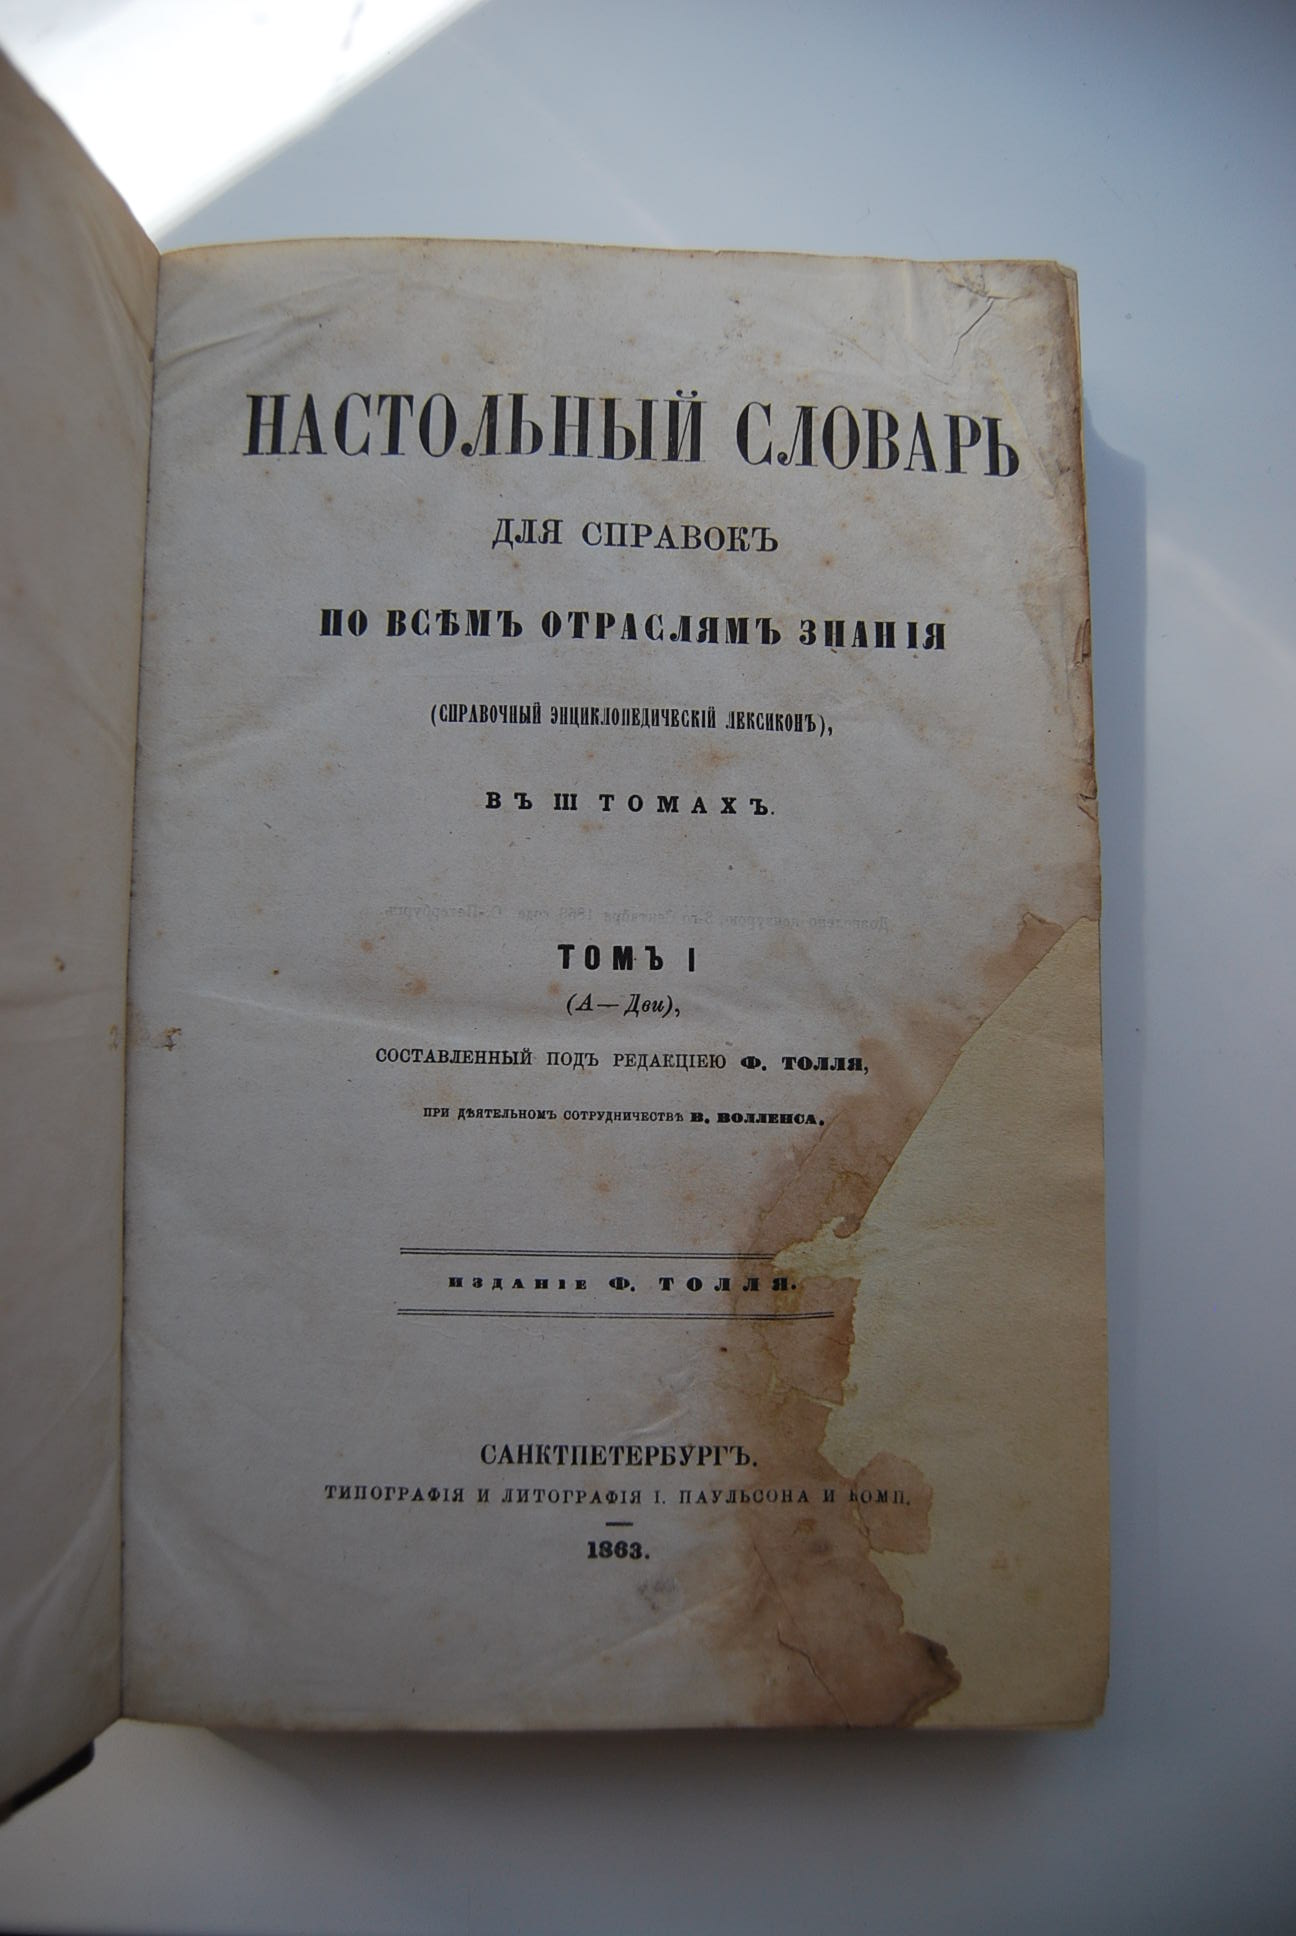 НАСТОЛЬНЫЙ СЛОВАРЬ
ДЛЯ СПРАВОКЪ
ПО ВСѢМЪ ОТРАСЛЯМЪ ЗНАНІЯ
(СПРАВОЧНЫЙ ЭНЦИКЛОПЕДИЧЕСКІЙ ЛЕКСИКОНЪ),
ВЪ III ТОМАХЪ.
ТОМЪ I
(А — Дви),
СОСТАВЛЕННЫЙ ПОДЪ РЕДАКЦІЕЮ Ф. ТОЛЛЯ,
ПРИ ДѢЯТЕЛЬНОМЪ СОТРУДНИЧЕСТВѢ В. ВОЛЛЕНСА.
ИЗДАНІЕ Ф. ТОЛЛЯ.
САНКТПЕТЕРБУРГЪ.
ТИПОГРАФІЯ И ЛИТОГРАФІЯ І. ПАУЛЬСОНА И КОМП.
1863.